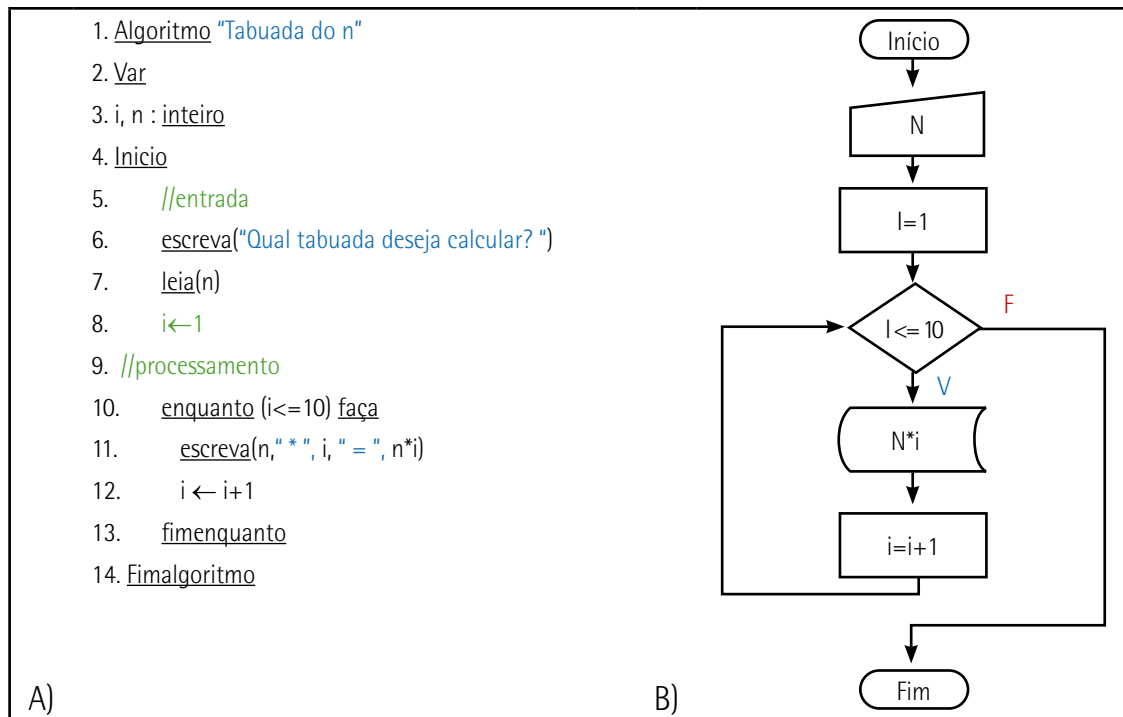 1. Algoritmo “Tabuada do n”
2. Var
3. i, n : inteiro
4. Inicio
5. //entrada
6. escreva(“Qual tabuada deseja calcular? “)
7. leia(n)
8. i←1
9. //processamento
10. enquanto (i<=10) faça
11. escreva(n,“ * ”, i, “ = ”, n*i)
12. i ← i+1
13. fimenquanto
14. Fimalgoritmo
A)
Início
N
I=1
I <= 10
F
V
N*i
i=i+1
Fim
B)